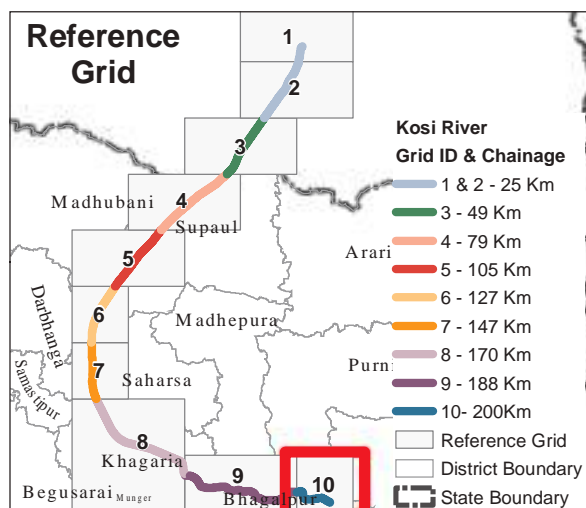 Reference
Grid
1
2
3
4
5
6
7
8
9
10
Madhubani
Supaul
Arari
Darbhanga
Madhepura
Samastipur
Saharsa
Purni
Khagaria
Begusarai
Munger
Bhagalpur
Kosi River
Grid ID & Chainage
1 & 2 - 25 Km
3 - 49 Km
4 - 79 Km
5 - 105 Km
6 - 127 Km
7 - 147 Km
8 - 170 Km
9 - 188 Km
10- 200Km
Reference Grid
District Boundary
State Boundary